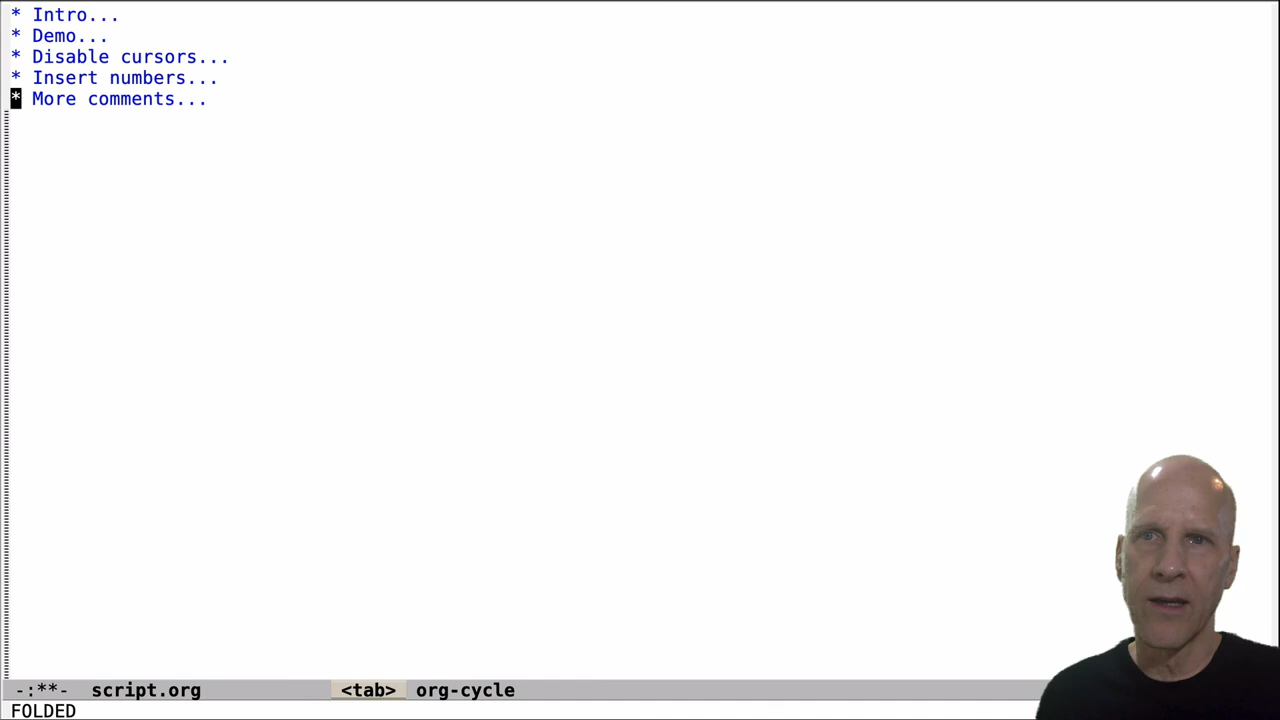 * Intro...
* Demo...
* Disable cursors...
* Insert numbers...
* More comments...
-:**-  script.org  <tab> org-cycle
FOLDED